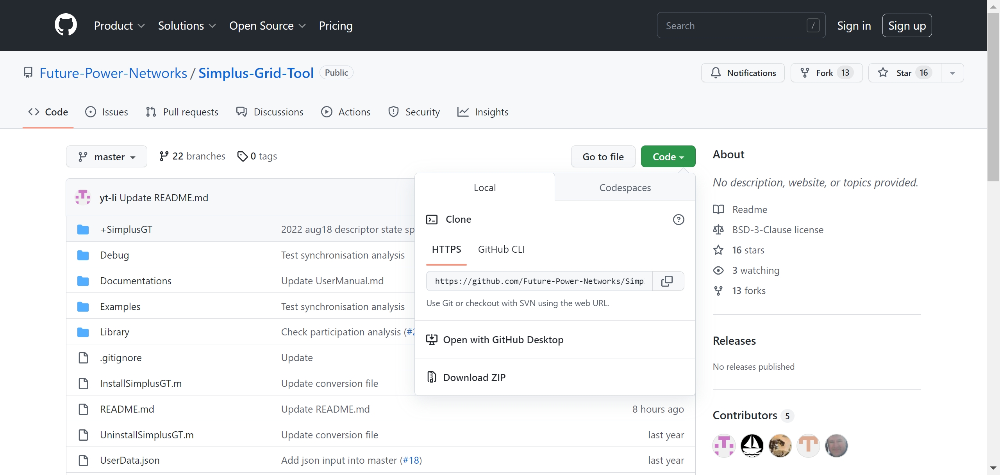 Product Solutions Open Source Pricing Search / Sign in Sign up
Future-Power-Networks / Simplus-Grid-Tool Public Notifications Fork 13 Star 16
Code Issues Pull requests Discussions Actions Security Insights
master 22 branches 0 tags Go to file Code
yt-li Update README.md
+SimplusGT 2022 aug18 descriptor state sp
Debug Test synchronisation analysis
Documentations Update UserManual.md
Examples Test synchronisation analysis
Library Check participation analysis (#2
.gitignore Update
InstallSimplusGT.m Update conversion file
README.md Update README.md 8 hours ago
UninstallSimplusGT.m Update conversion file last year
UserData.json Add json input into master (#18) last year
Local Codespaces
Clone
HTTPS GitHub CLI
https://github.com/Future-Power-Networks/Simp
Use Git or checkout with SVN using the web URL.
Open with GitHub Desktop
Download ZIP
About
No description, website, or topics provided.
Readme
BSD-3-Clause license
16 stars
3 watching
13 forks
Releases
No releases published
Contributors 5